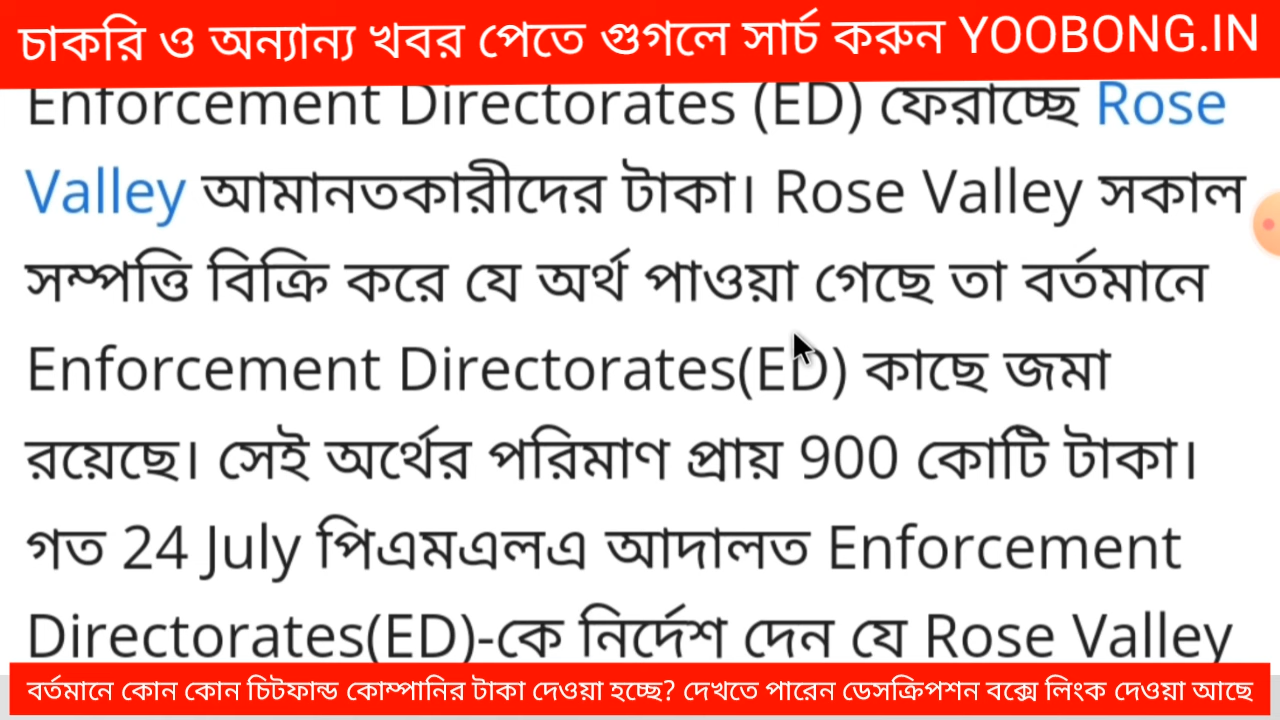 চাকরি ও অন্যান্য খবর পেতে গুগলে সার্চ করুন YOOBONG.IN
Enforcement Directorates (ED) ফেরাচ্ছে Rose
Valley আমানতকারীদের টাকা। Rose Valley সকাল
সম্পত্তি বিক্রি করে যে অর্থ পাওয়া গেছে তা বর্তমানে
Enforcement Directorates(ED) কাছে জমা
রয়েছে। সেই অর্থের পরিমাণ প্রায় 900 কোটি টাকা।
গত 24 July পিএমএলএ আদালত Enforcement
Directorates(ED)-কে নির্দেশ দেন যে Rose Valley
বর্তমানে কোন কোন চিটফান্ড কোম্পানির টাকা দেওয়া হচ্ছে? দেখতে পারেন ডেসক্রিপশন বক্সে লিংক দেওয়া আছে